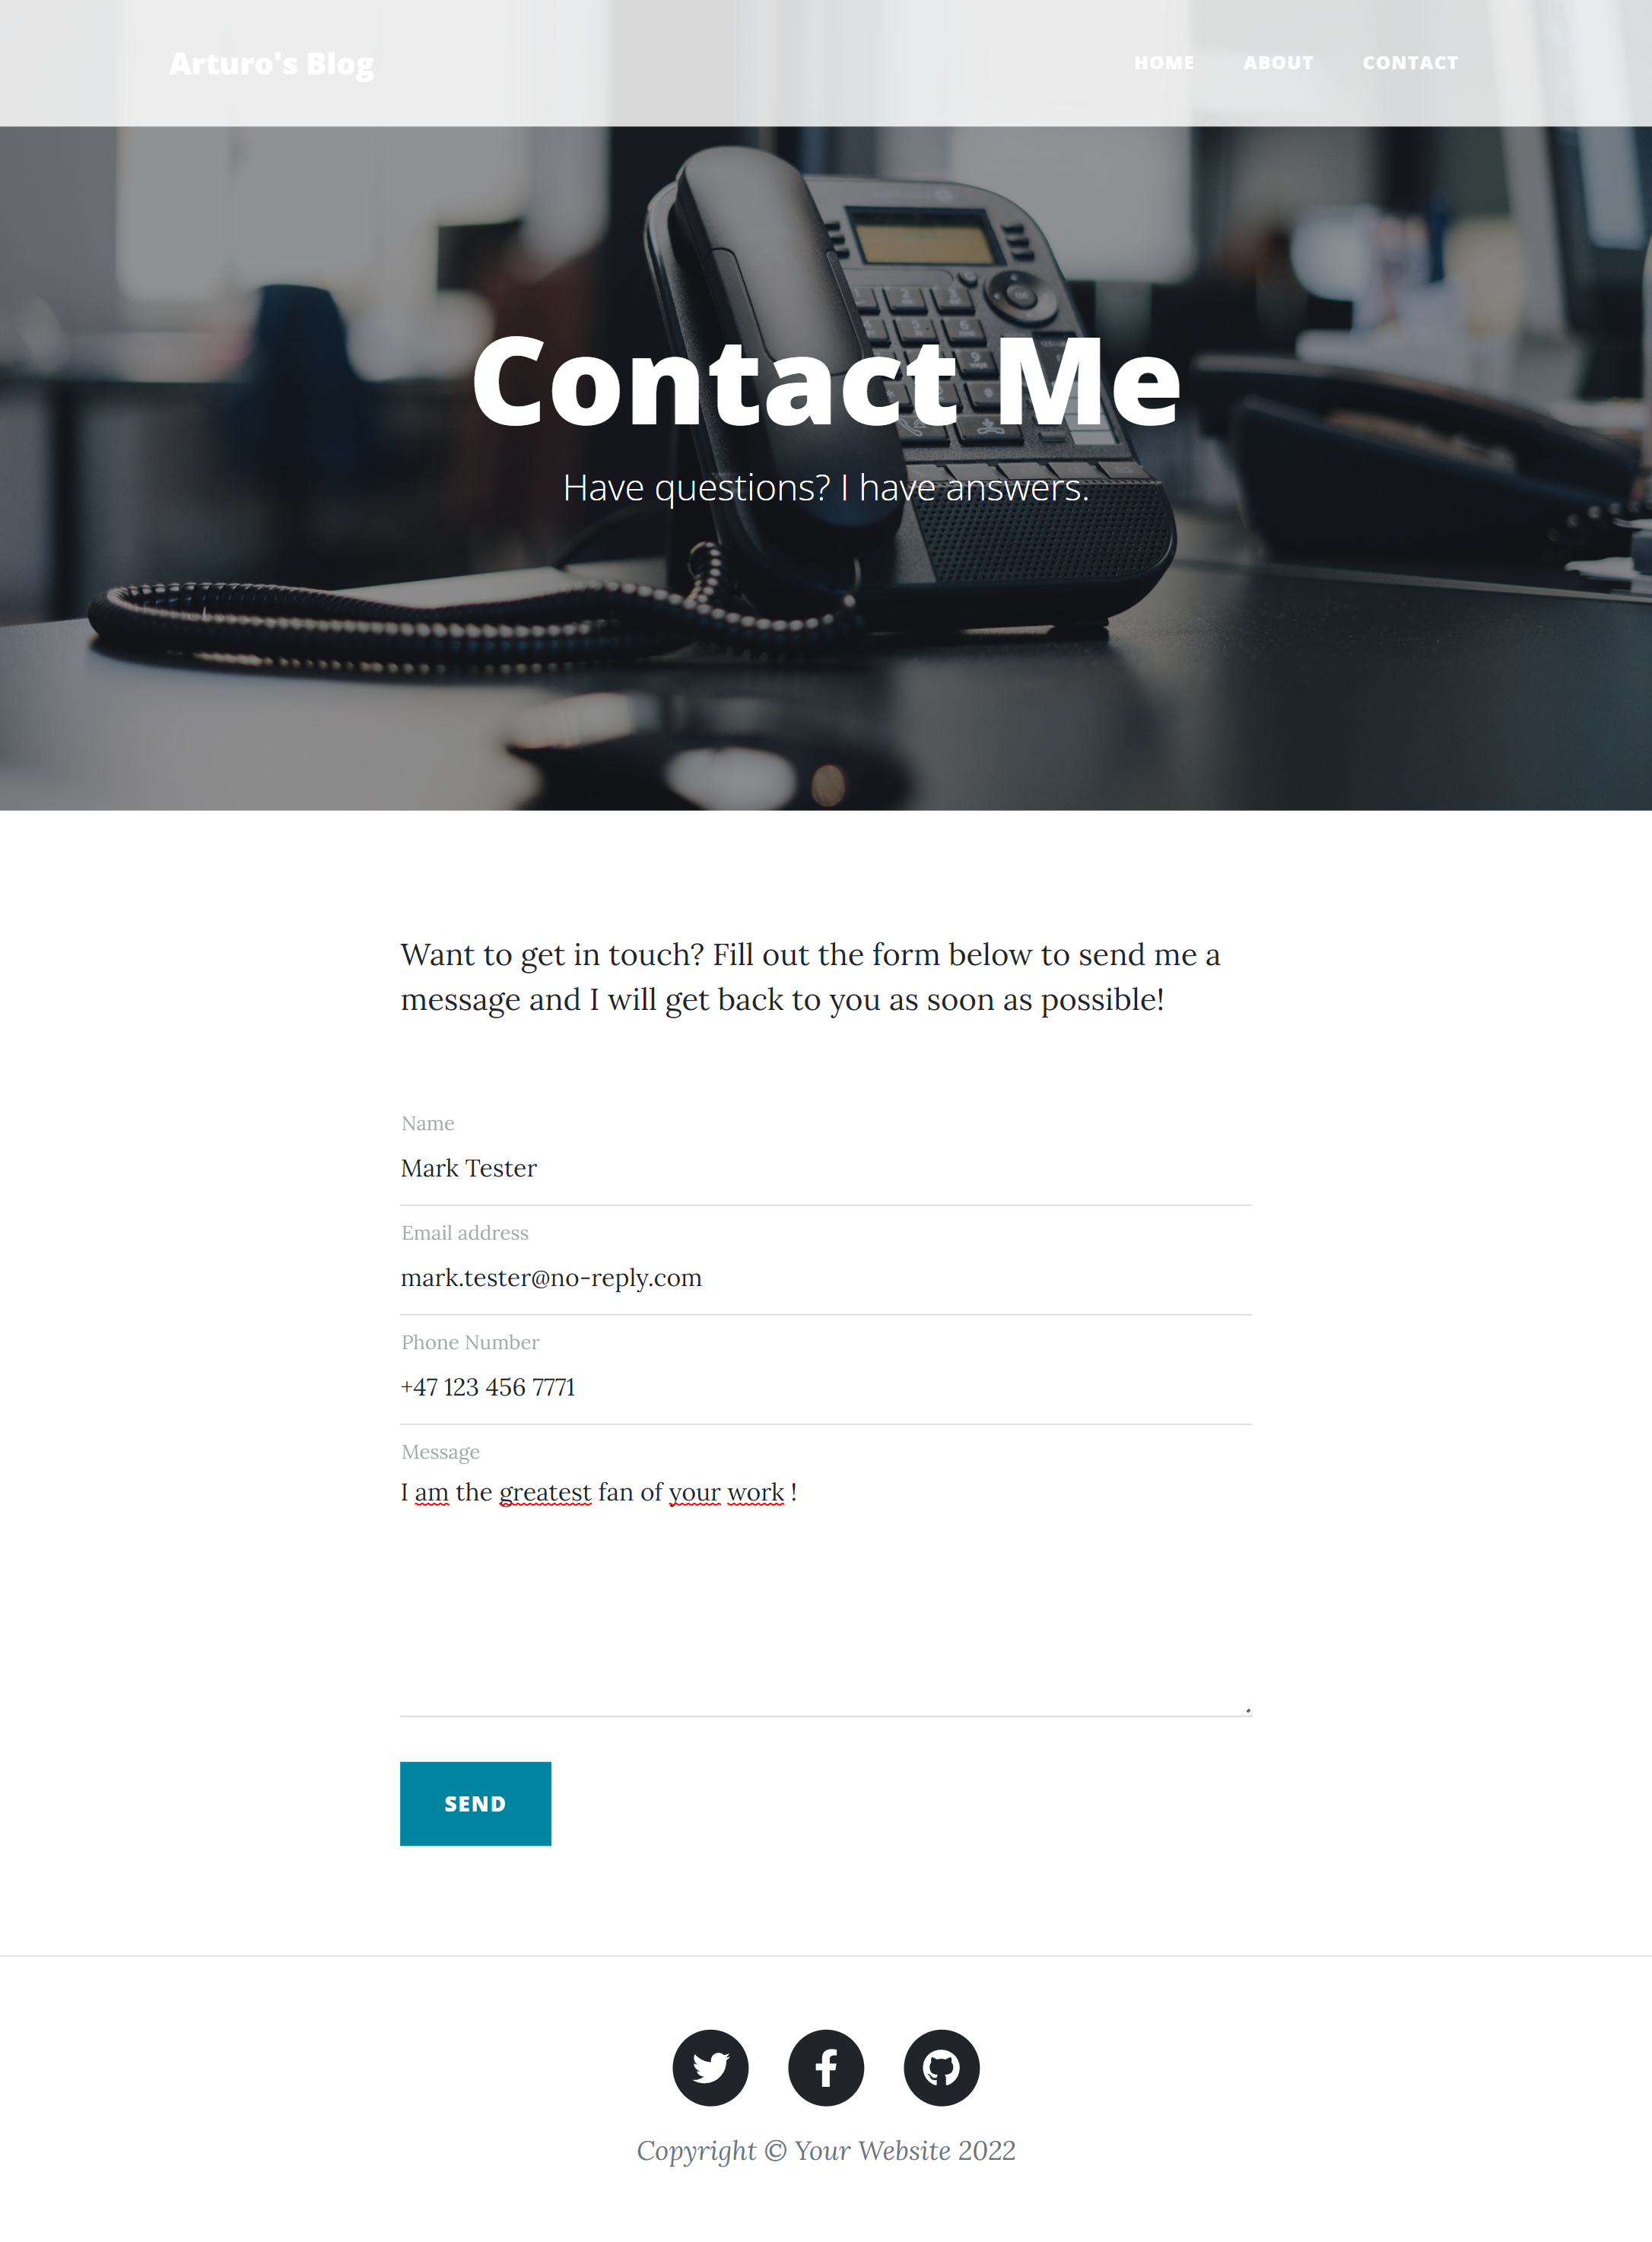 Arturo's Blog
HOME ABOUT CONTACT
Contact Me
Have questions? I have answers.
Want to get in touch? Fill out the form below to send me a
message and I will get back to you as soon as possible!
Name
Mark Tester
Email address
mark.tester@no-reply.com
Phone Number
+47 123 456 7771
Message
I am the greatest fan of your work !
SEND
Copyright © Your Website 2022